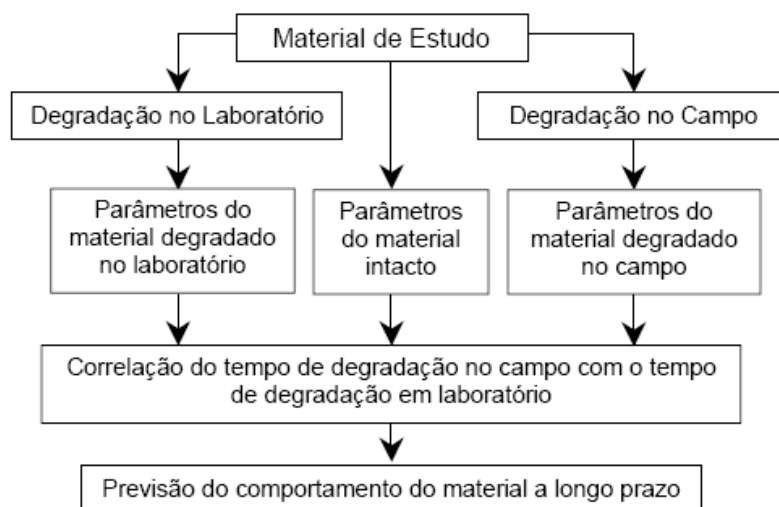 Material de Estudo
Degradação no Laboratório
Degradação no Campo
Parâmetros do
material degradado
no laboratório
Parâmetros
do material
intacto
Parâmetros do
material degradado
no campo
Correlação do tempo de degradação no campo com o tempo
de degradação em laboratório
Previsão do comportamento do material a longo prazo